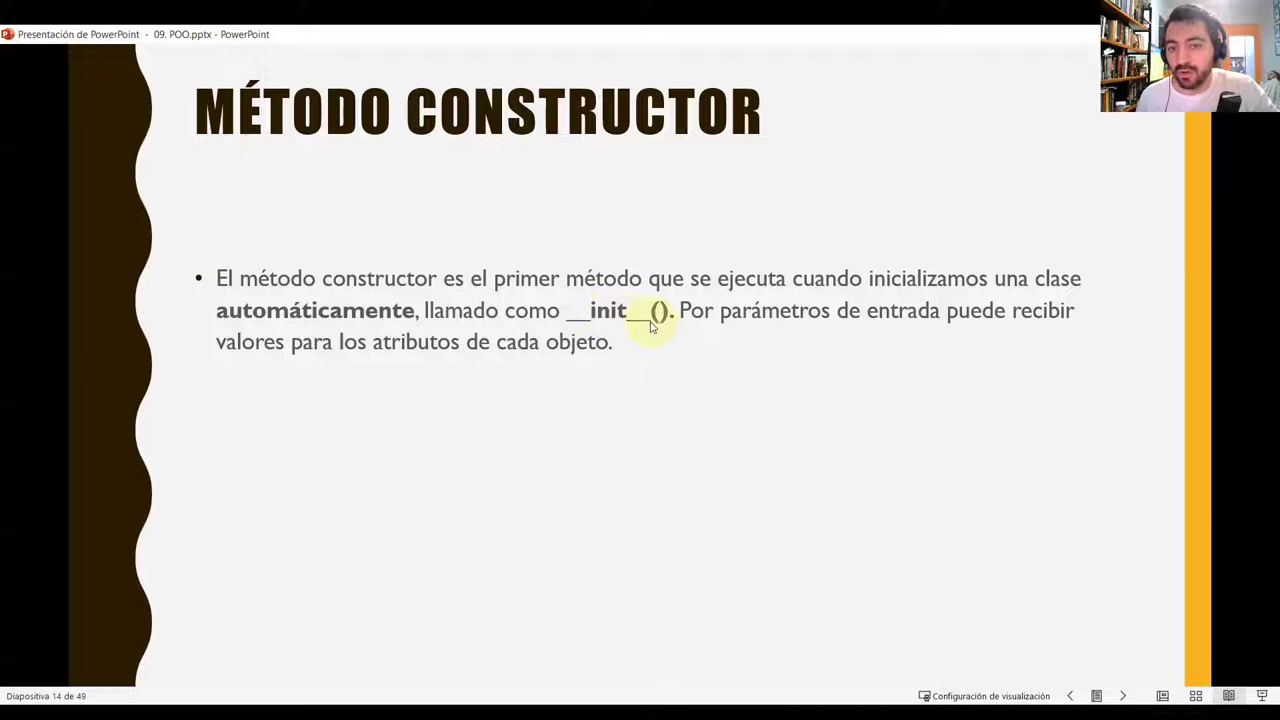 Presentación de PowerPoint - 09. POO.pptx - PowerPoint
MÉTODO CONSTRUCTOR
• El método constructor es el primer método que se ejecuta cuando inicializamos una clase
automáticamente, llamado como __init__(). Por parámetros de entrada puede recibir
valores para los atributos de cada objeto.
Diapositiva 14 de 49
Configuración de visualización